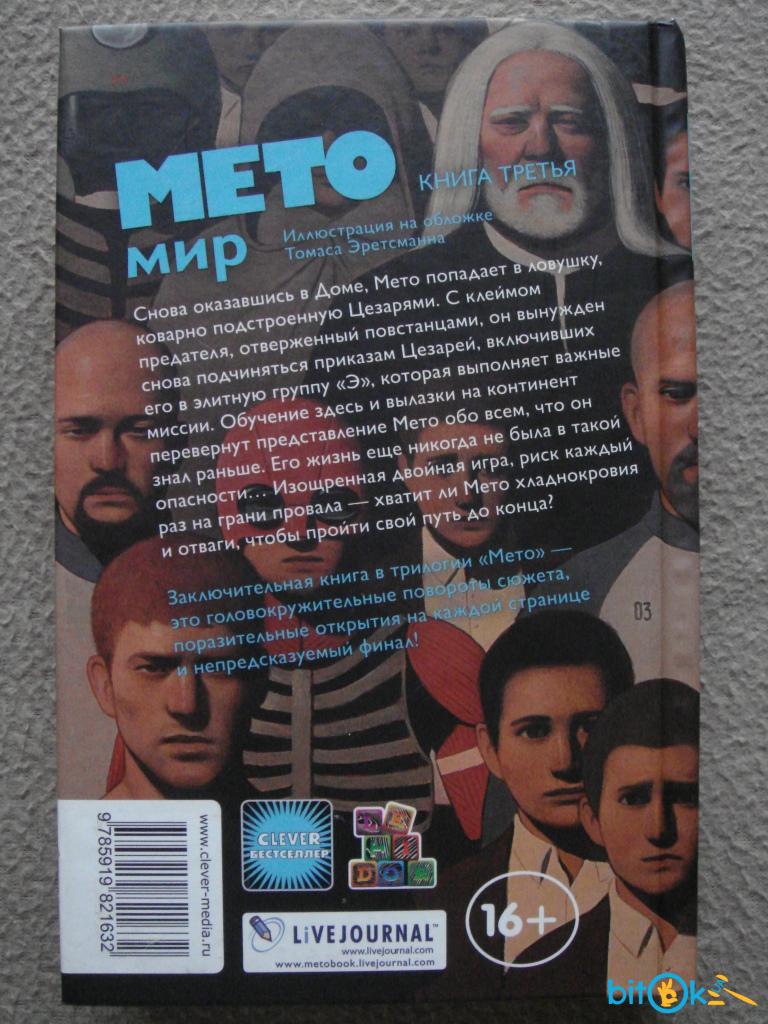 МЕТО
КНИГА ТРЕТЬЯ
мир
Иллюстрация на обложке
Томаса Эретсманна
Снова оказавшись в Доме, Мето попадает в ловушку,
коварно подстроенную Цезарями. С клеймом
предателя, отверженный повстанцами, он вынужден
снова подчиняться приказам Цезарей, включивших
его в элитную группу «Э», которая выполняет важные
миссии. Обучение здесь и вылазки на континент
перевернут представление Мето обо всем, что он
знал раньше. Его жизнь еще никогда не была в такой
опасности... Изощренная двойная игра, риск каждый
раз на грани провала — хватит ли Мето хладнокровия
и отваги, чтобы пройти свой путь до конца?
Заключительная книга в трилогии «Мето» —
это головокружительные повороты сюжета,
поразительные открытия на каждой странице
и непредсказуемый финал!
03
9 785919 821632
www.clever-media.ru
CLEVER
БЕСТСЕЛЛЕР
LiVEJOURNAL™
www.livejournal.com
www.metobook.livejournal.com
16+
bitOk